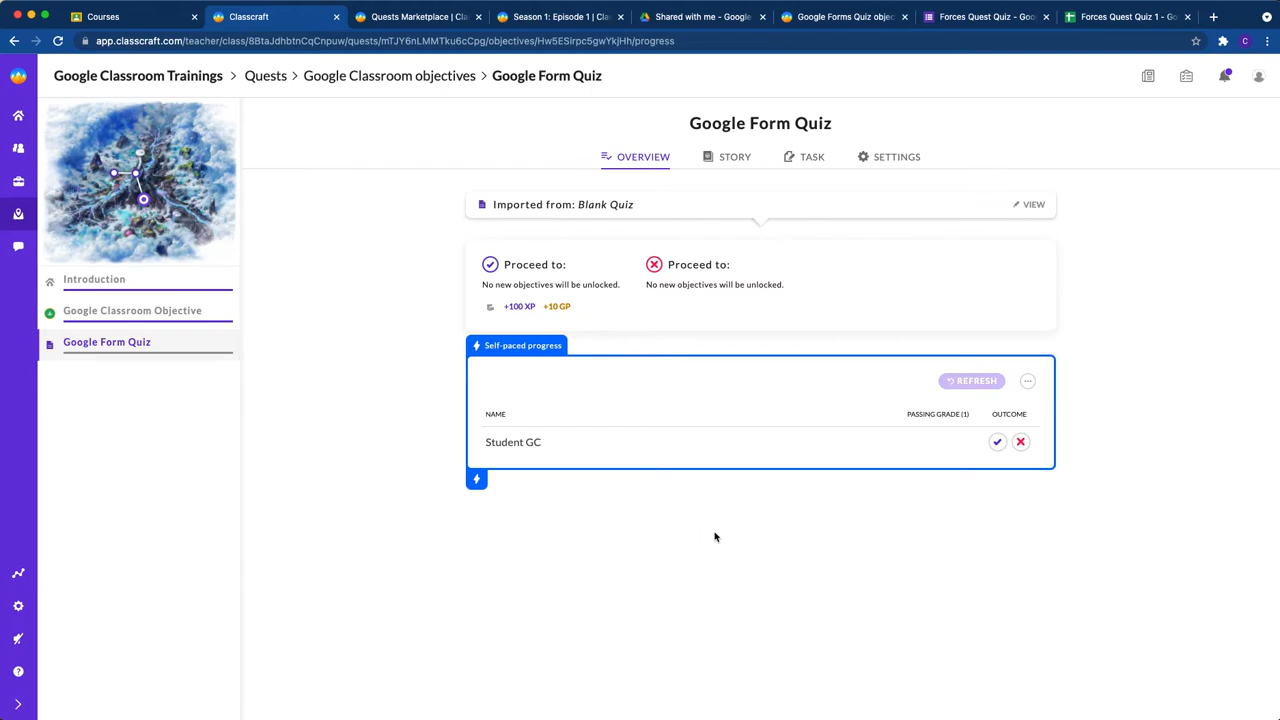 Courses
Classcraft
Quests Marketplace | Cla
Season 1: Episode 1 | Clas
Shared with me - Google
Google Forms Quiz objec
Forces Quest Quiz - Goo
Forces Quest Quiz 1 - Go
app.classcraft.com/teacher/class/8BtaJdhbtnCqCnpuw/quests/mTJY6nLMMTku6cCpg/objectives/Hw5ESirpc5gwYkjHh/progress
C
Google Classroom Trainings > Quests > Google Classroom objectives > Google Form Quiz
Google Form Quiz
OVERVIEW
STORY
TASK
SETTINGS
Imported from: Blank Quiz
VIEW
Proceed to:
No new objectives will be unlocked.
+100 XP +10 GP
Proceed to:
No new objectives will be unlocked.
Introduction
Google Classroom Objective
Google Form Quiz
Self-paced progress
REFRESH
NAME PASSING GRADE (1) OUTCOME
Student GC